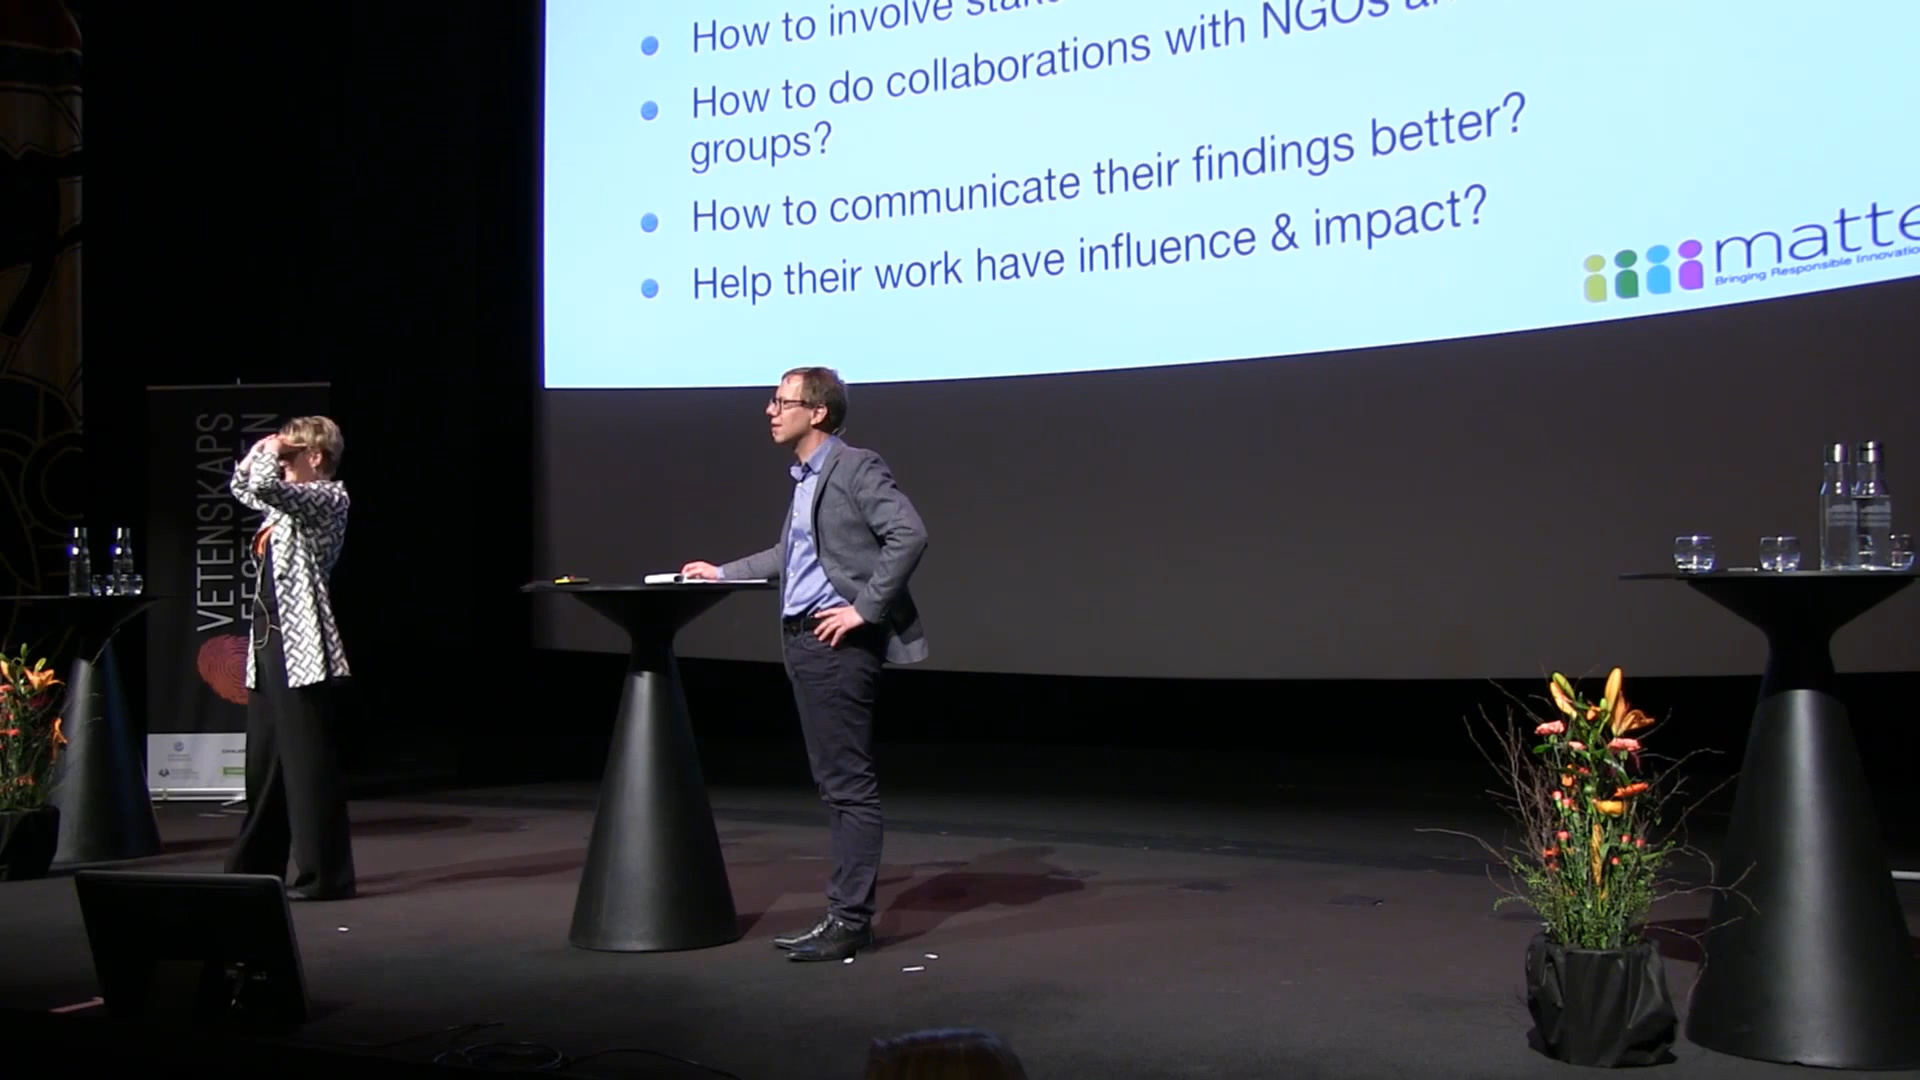 How to involve
How to do collaborations with NGOs
groups?
How to communicate their findings better?
Help their work have influence & impact?
matte
Bringing Responsible Innovatio
VETENSKAPS